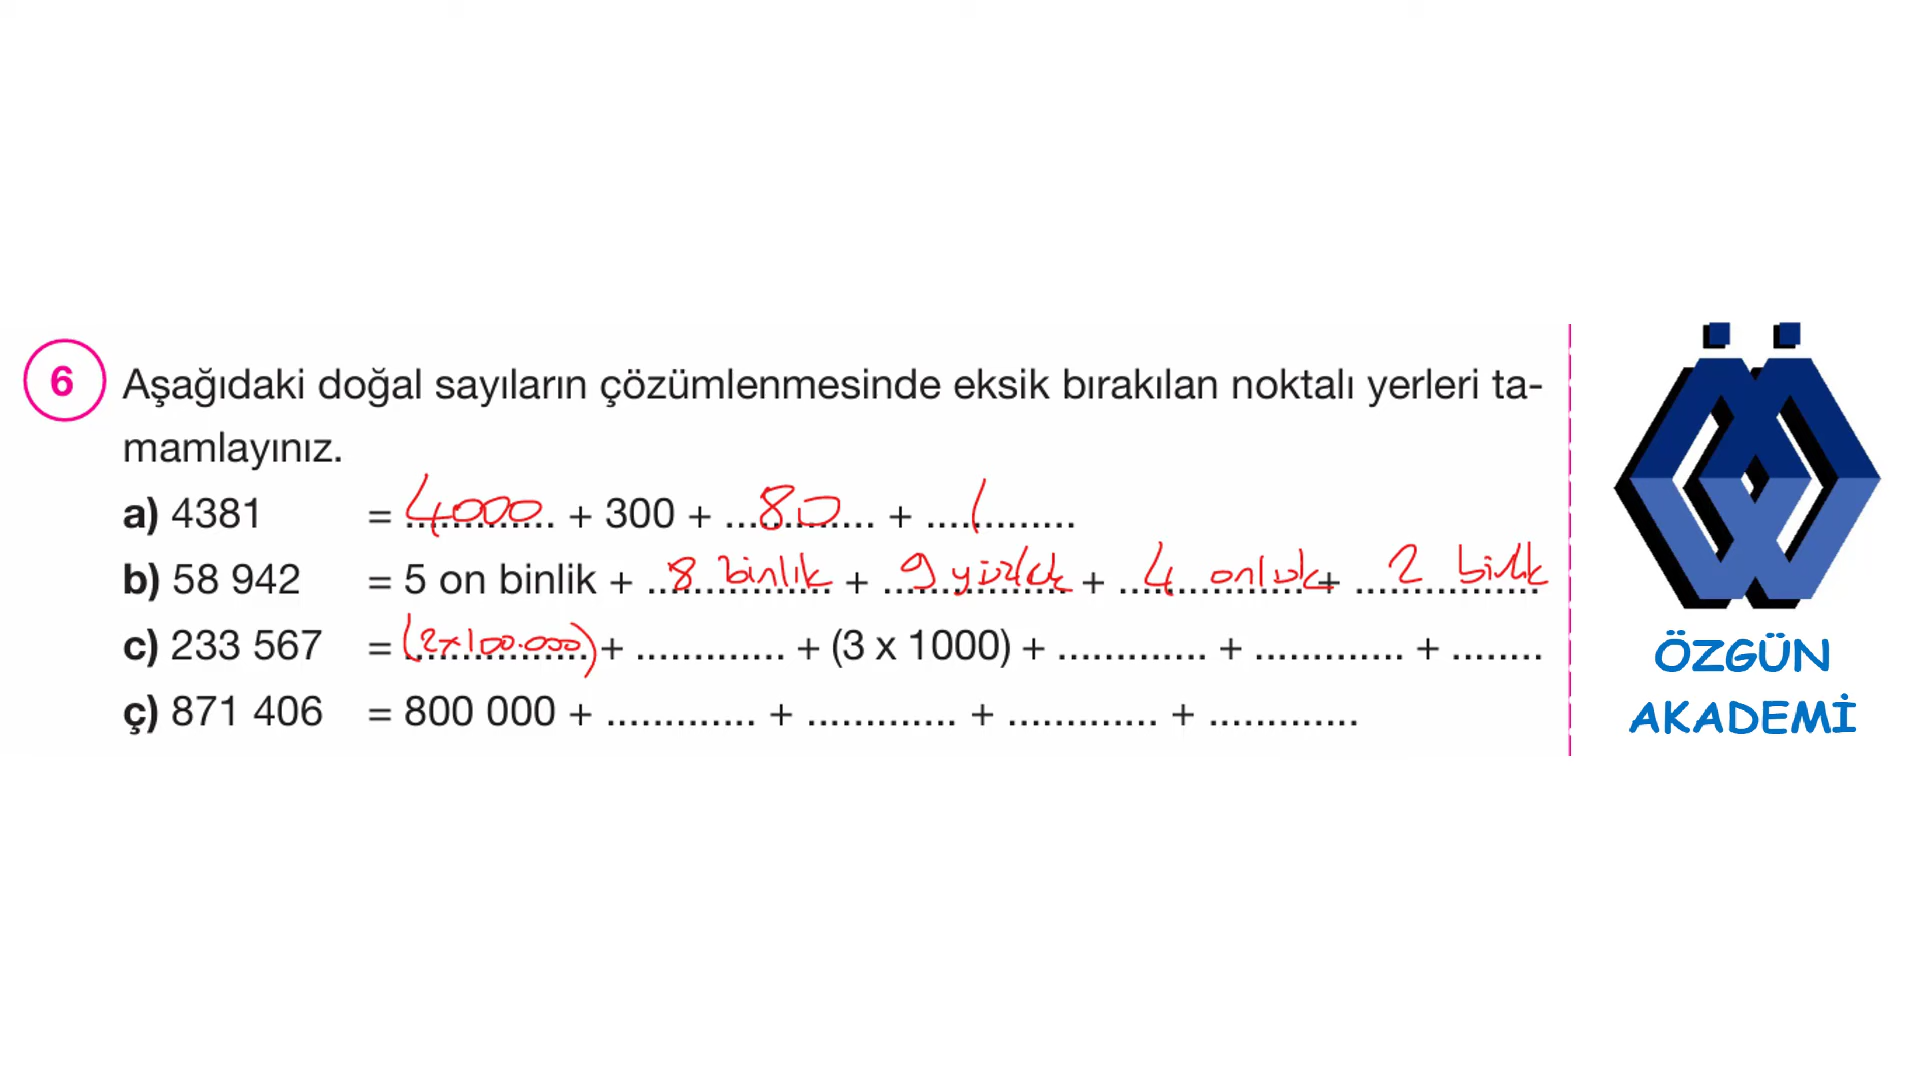 6 Aşağıdaki doğal sayıların çözümlenmesinde eksik bırakılan noktalı yerleri ta-
mamlayınız.
a) 4381 = 4000 + 300 + 80 + 1
b) 58 942 = 5 on binlik + 8 binlik + 9 yüzlük + 4 onluk + 2 birlik
c) 233 567 = (2x100.000) + ............. + (3 x 1000) + ............. + ............. + ........
ç) 871 406 = 800 000 + ............. + ............. + ............. + .............
ÖZGÜN
AKADEMİ